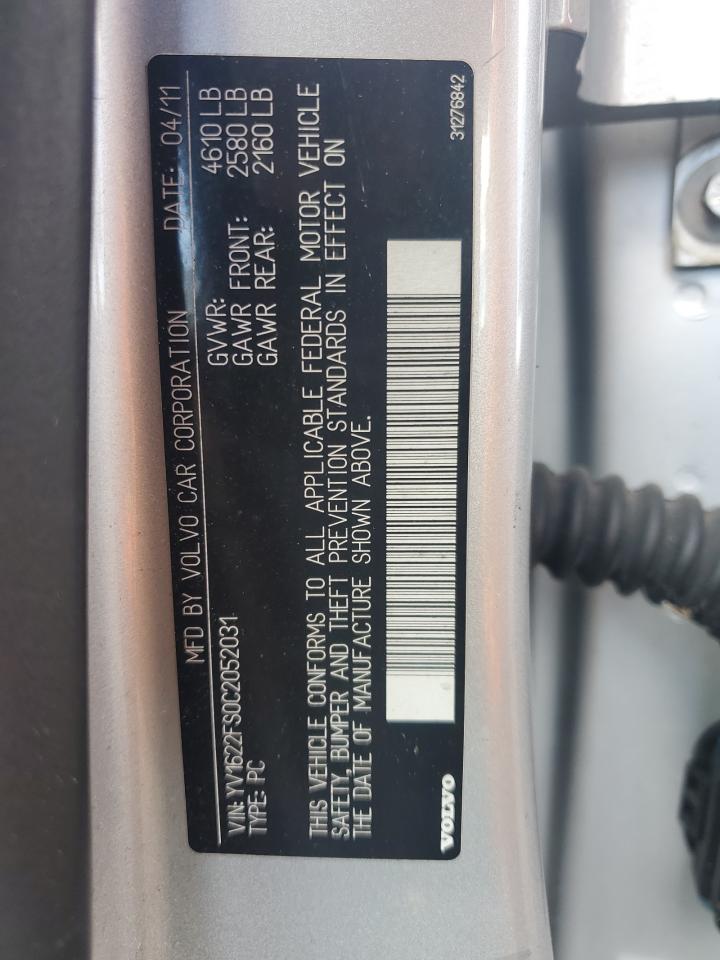 MFD BY VOLVO CAR CORPORATION DATE: 04/11
VIN: YV1622FS0C2052031
TYPE: PC
GVWR: 4610 LB
GAWR FRONT: 2580 LB
GAWR REAR: 2160 LB
THIS VEHICLE CONFORMS TO ALL APPLICABLE FEDERAL MOTOR VEHICLE
SAFETY, BUMPER AND THEFT PREVENTION STANDARDS IN EFFECT ON
THE DATE OF MANUFACTURE SHOWN ABOVE.
VOLVO
31276842